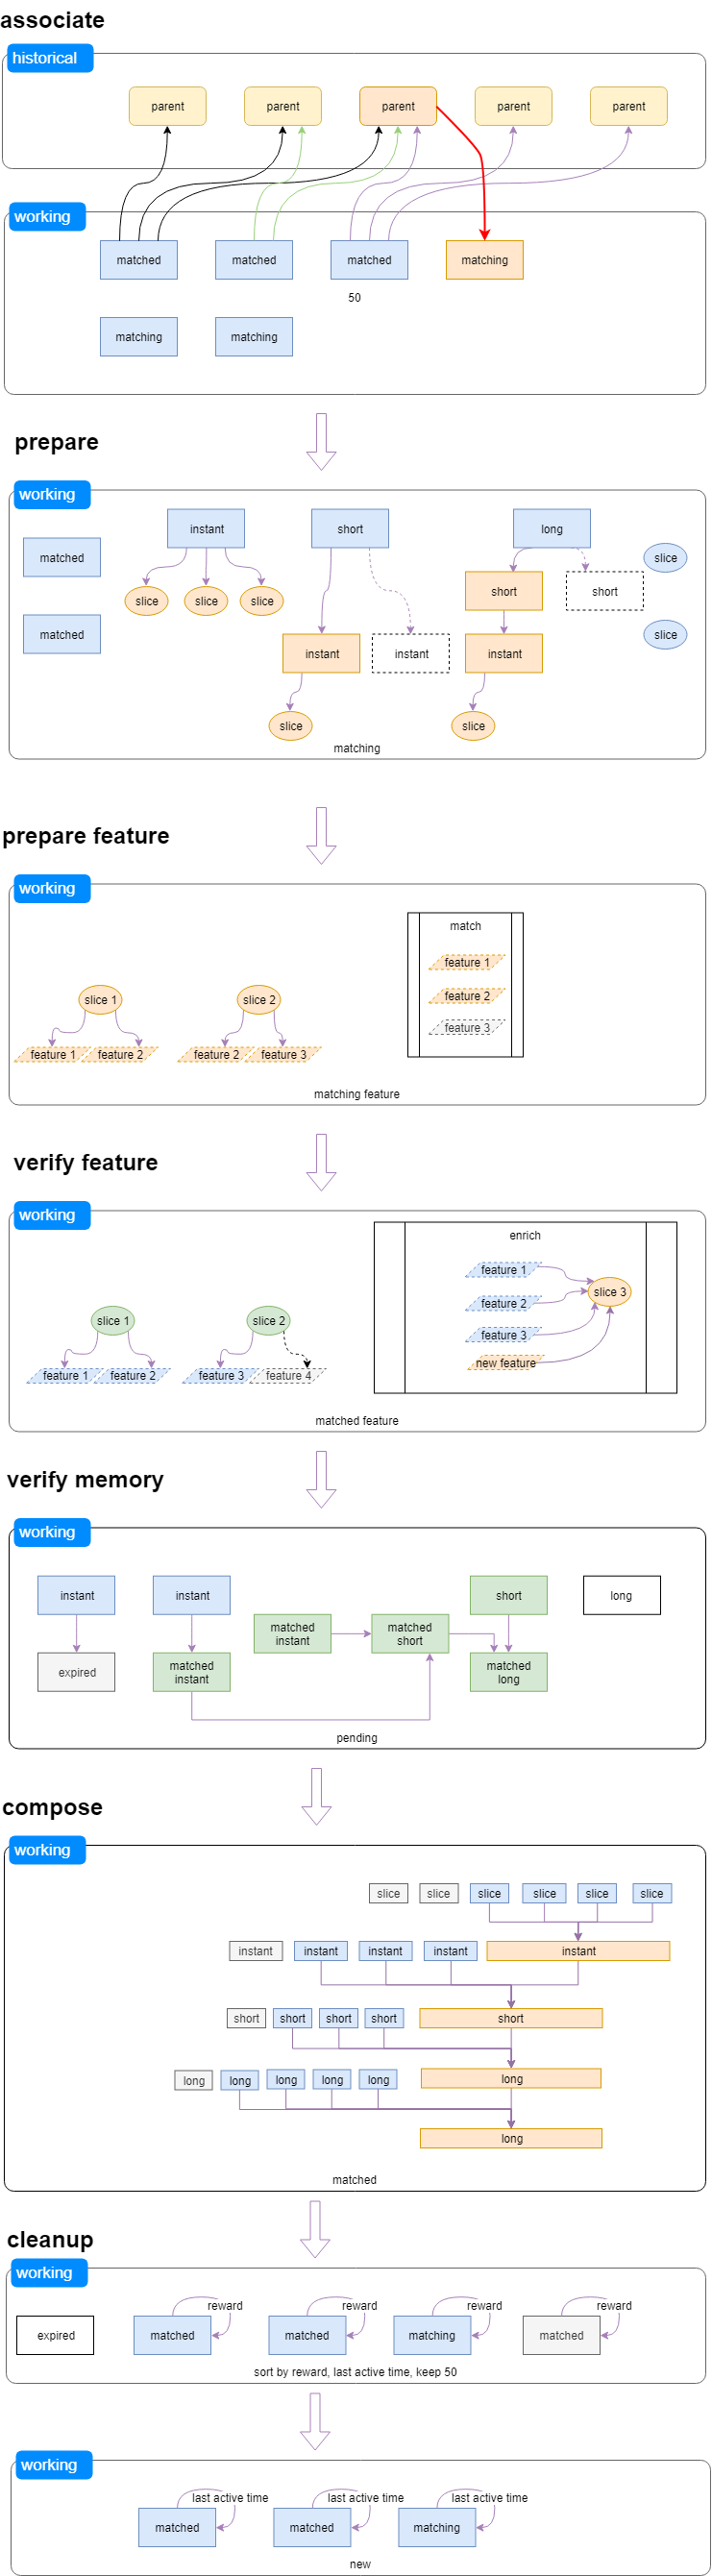 associate
historical
parent parent parent parent parent
working
matched matched matched matching
50
matching matching
prepare
working
instant short long
matched slice
slice slice slice short short
matched slice
instant instant instant
slice slice
matching
prepare feature
working
match
feature 1
feature 2
slice 1 slice 2
feature 3
feature 1 feature 2 feature 2 feature 3
matching feature
verify feature
working
enrich
feature 1
slice 3
feature 2
slice 1 slice 2
feature 3
new feature
feature 1 feature 2 feature 3 feature 4
matched feature
verify memory
working
instant instant short long
matched instant
matched short
expired
matched instant
matched long
pending
compose
working
slice slice slice slice slice slice
instant instant instant instant instant
short short short short short
long long long long long long
long
matched
cleanup
working
reward reward reward reward
expired matched matched matching matched
sort by reward, last active time, keep 50
working
last active time last active time last active time
matched matched matching
new